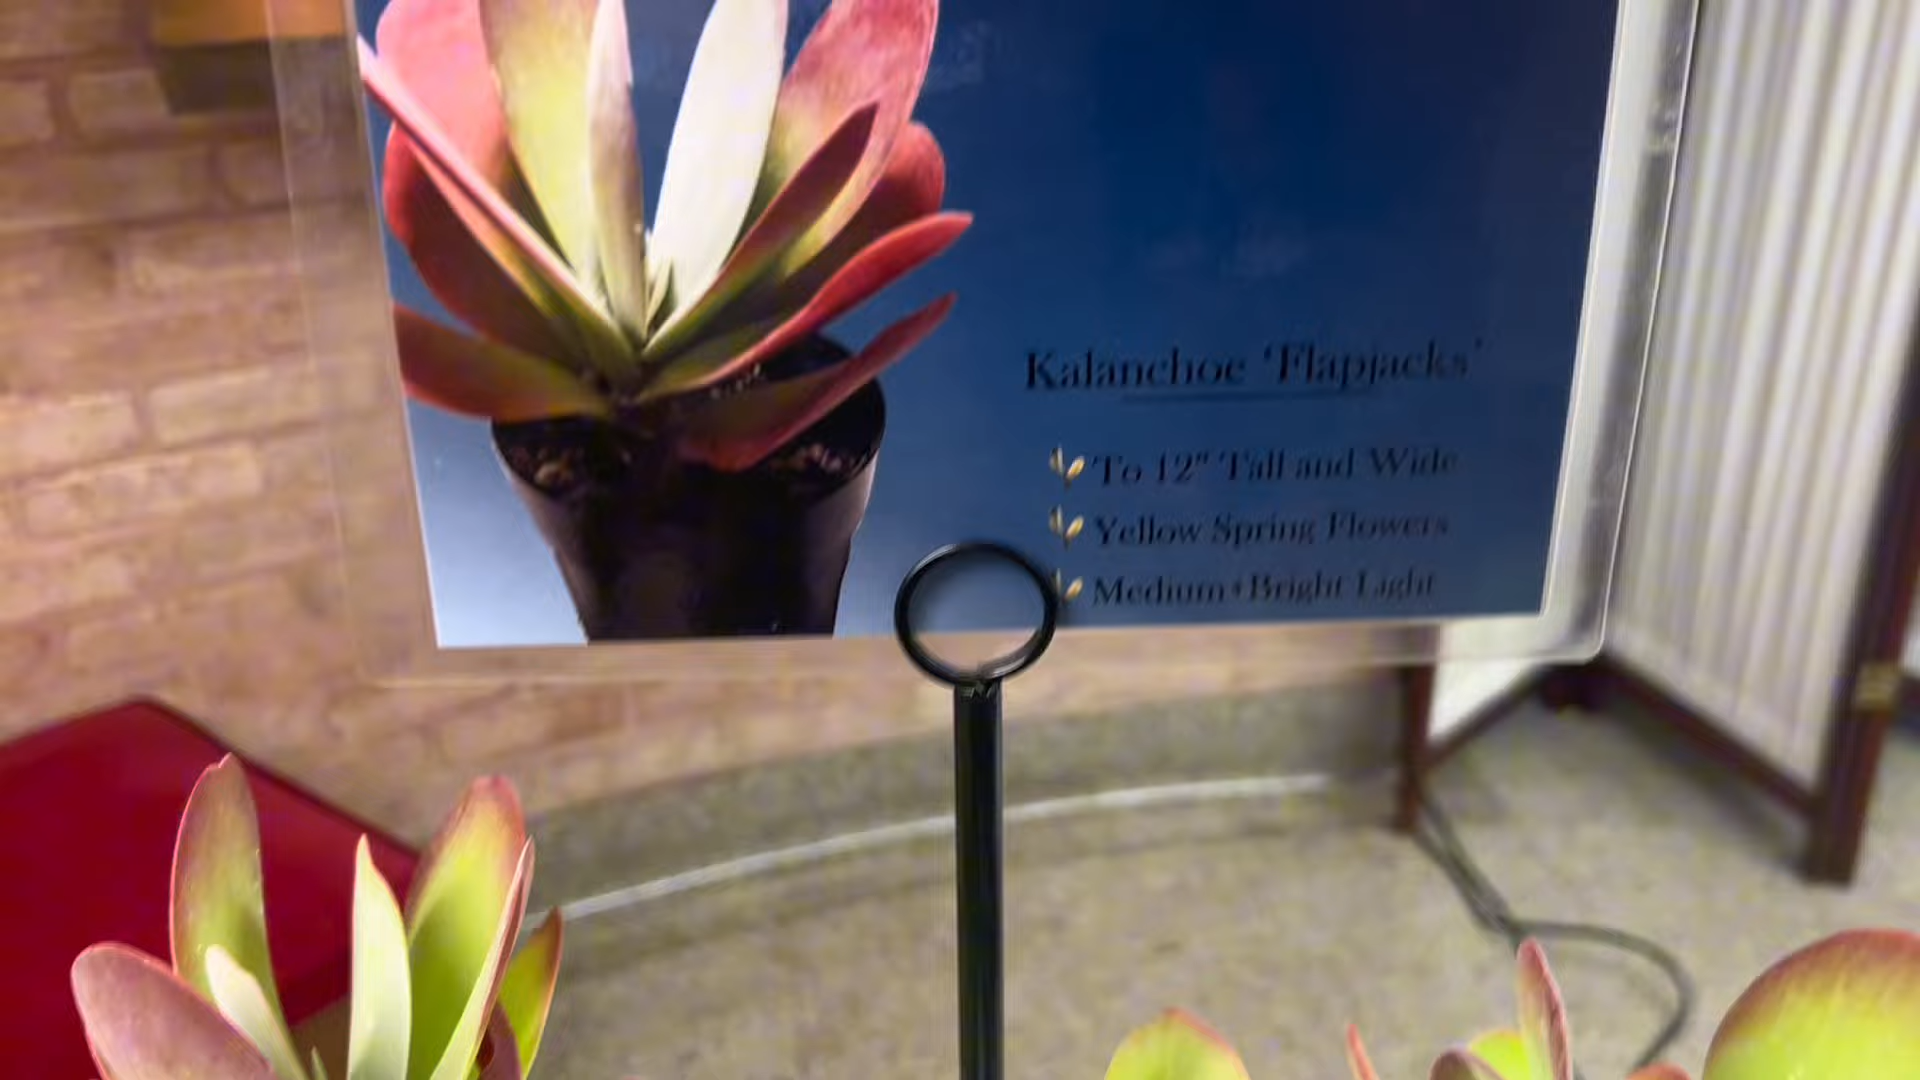 Kalanchoe 'Flapjacks'
To 12" Tall and Wide
Yellow Spring Flowers
Medium+Bright Light